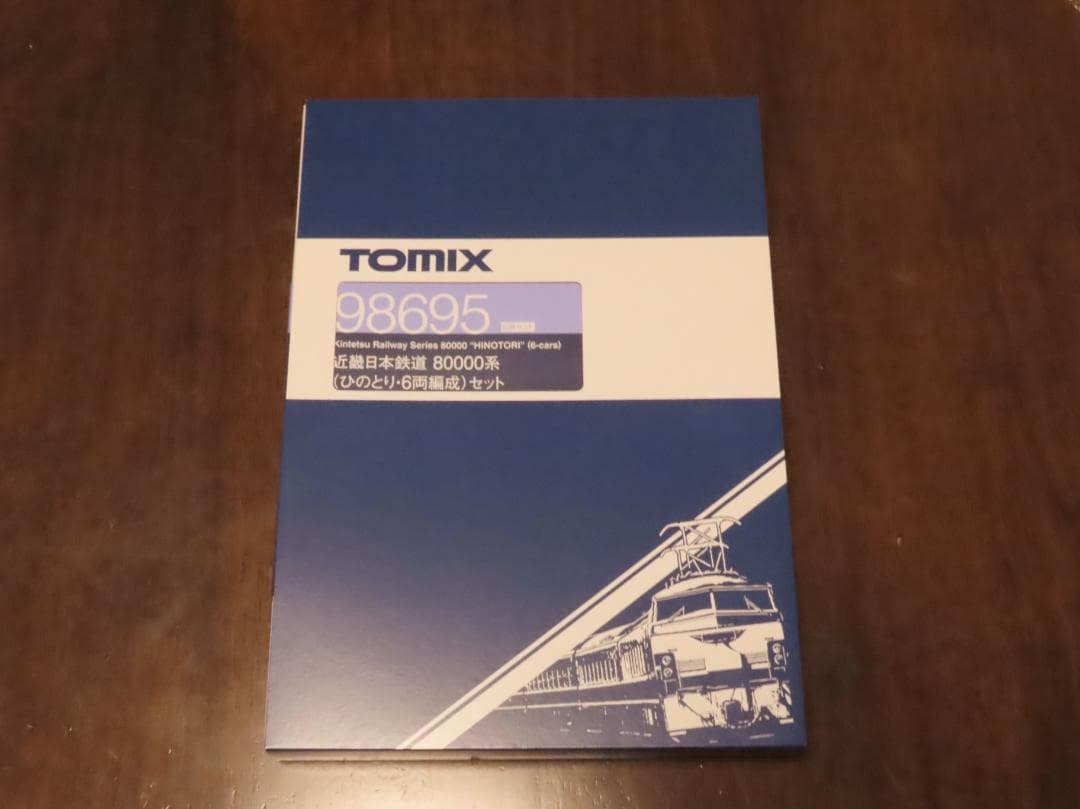 TOMIX
98695
Kintetsu Railway Series 80000 "HINOTORI" (6-cars)
近畿日本鉄道 80000系
(ひのとり・6両編成)セット